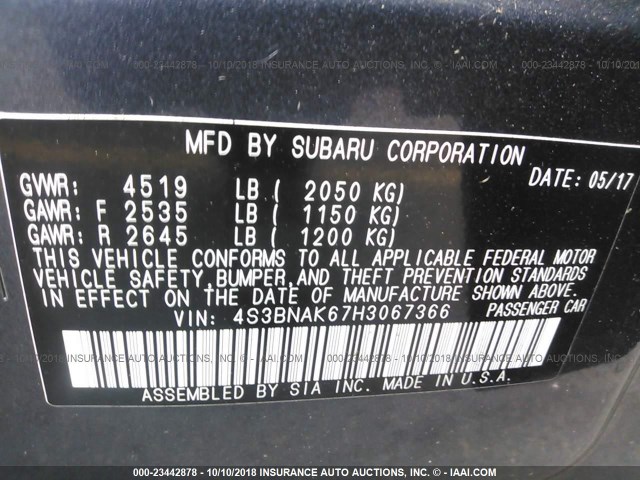 000-23442878 - 10/10/2018 INSURANCE AUTO AUCTIONS, INC. © - IAAI.COM
MFD BY SUBARU CORPORATION
GVWR: 4519 LB ( 2050 KG) DATE: 05/17
GAWR: F 2535 LB ( 1150 KG)
GAWR: R 2645 LB ( 1200 KG)
THIS VEHICLE CONFORMS TO ALL APPLICABLE FEDERAL MOTOR
VEHICLE SAFETY,BUMPER,AND THEFT PREVENTION STANDARDS
IN EFFECT ON THE DATE OF MANUFACTURE SHOWN ABOVE.
VIN: 4S3BNAK67H3067366 PASSENGER CAR
ASSEMBLED BY SIA INC. MADE IN U.S.A.
000-23442878 - 10/10/2018 INSURANCE AUTO AUCTIONS, INC. © - IAAI.COM